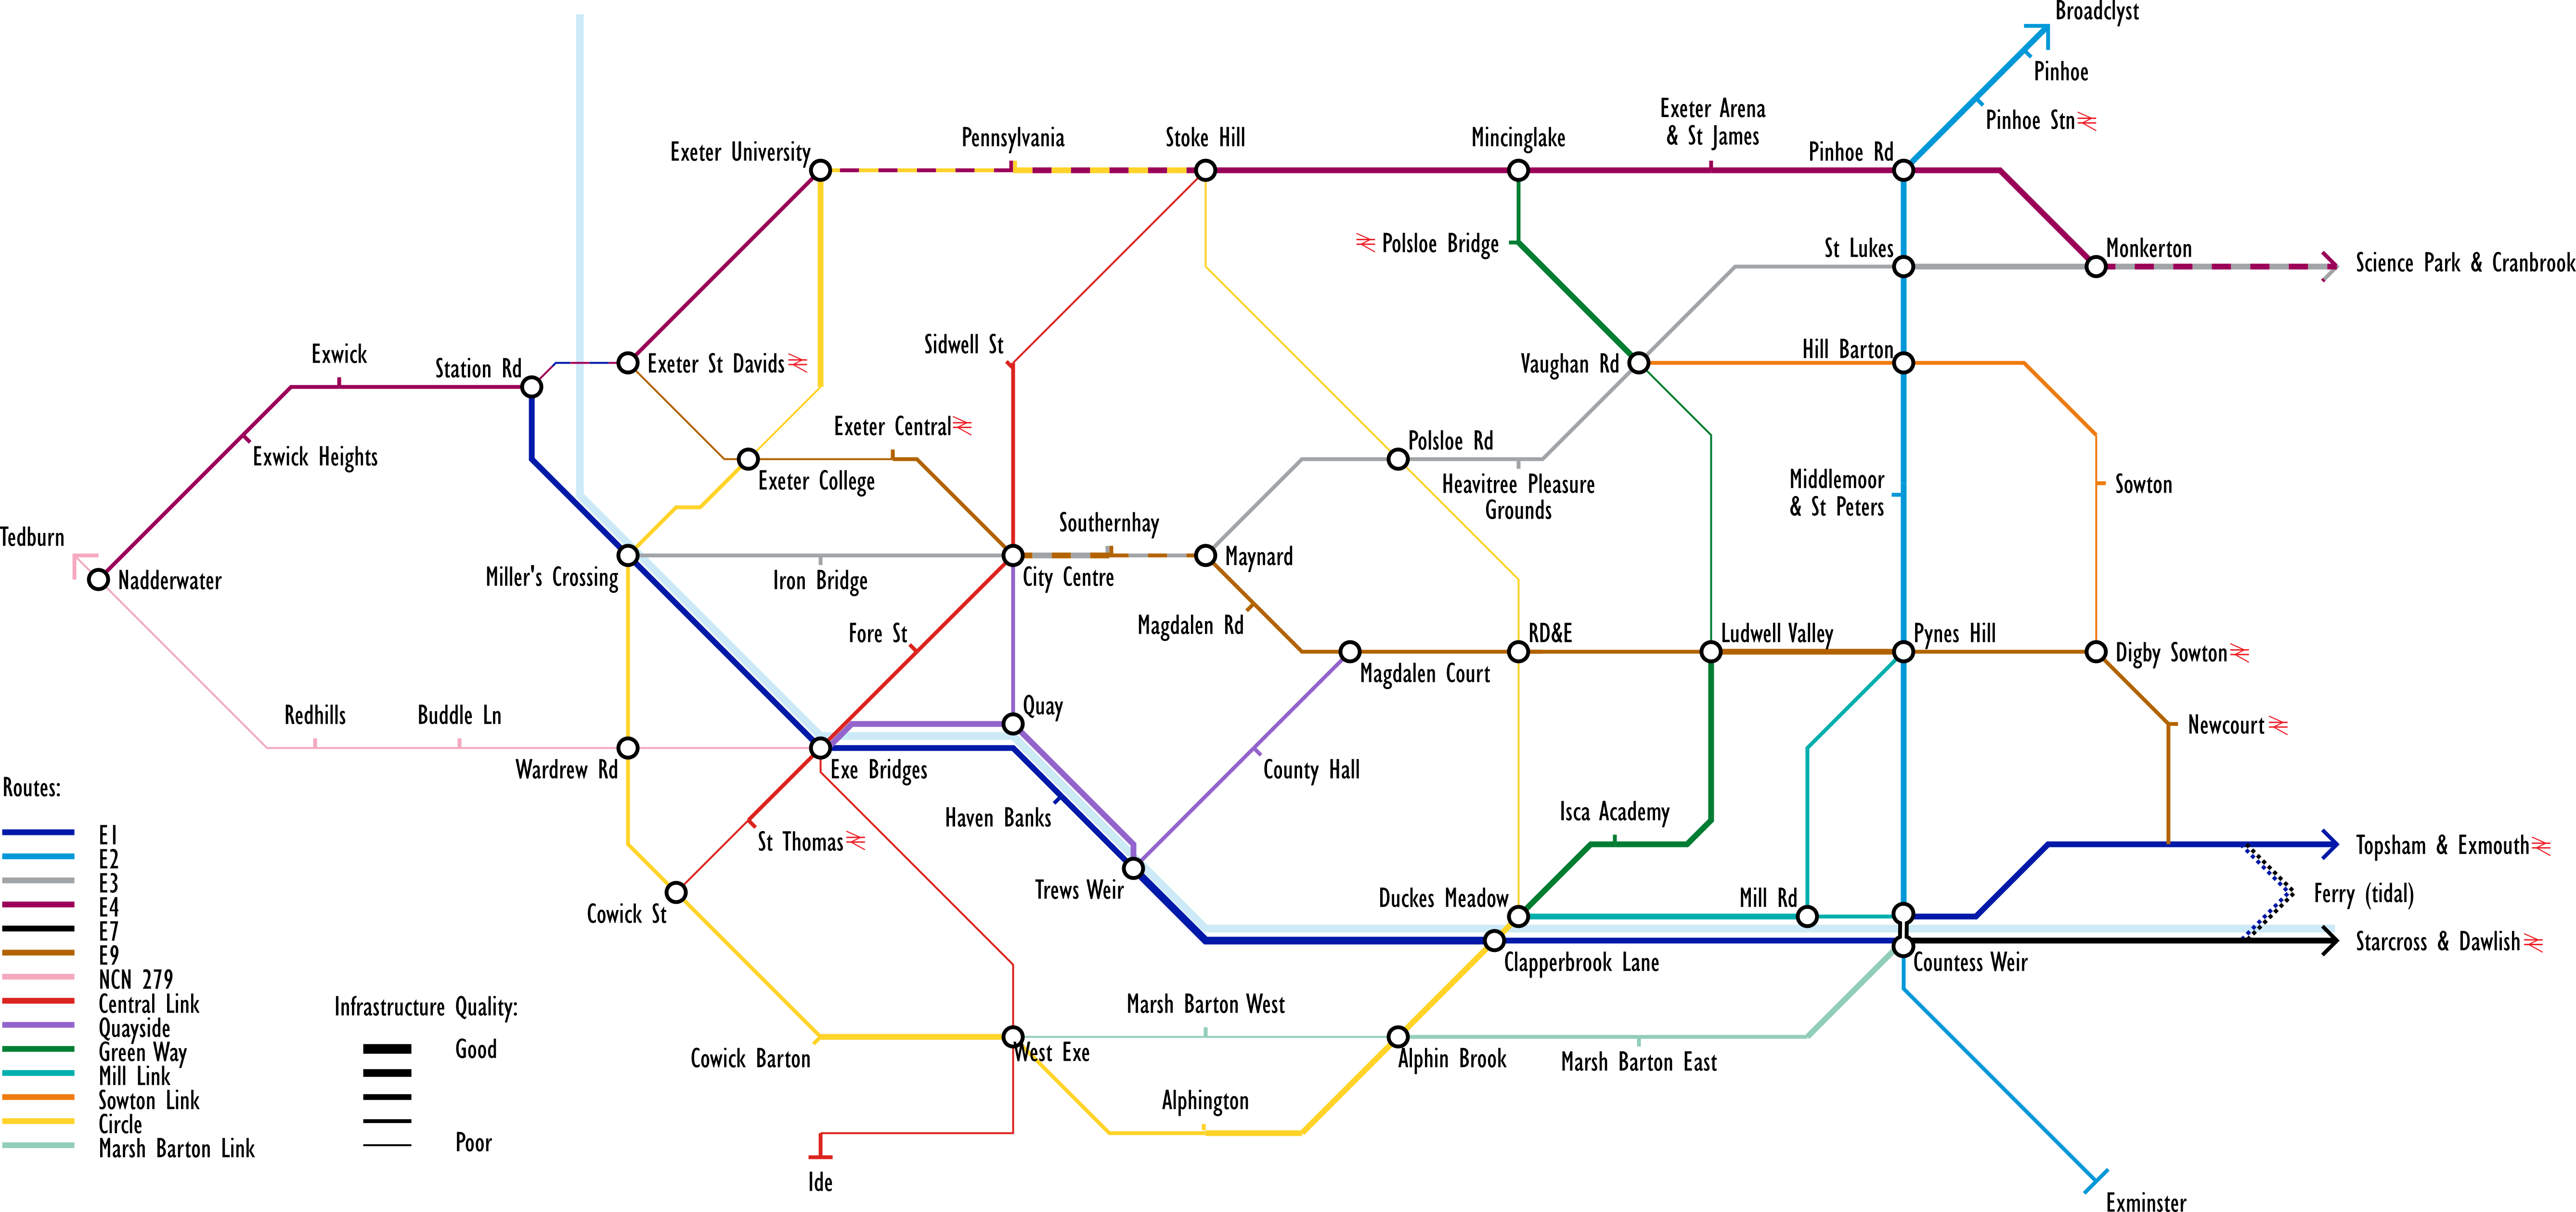 Broadclyst
Pinhoe
Pinhoe Stn
Exeter Arena
& St James
Pennsylvania
Stoke Hill
Mincinglake
Exeter University
Pinhoe Rd
Polsloe Bridge
St Lukes
Monkerton
Science Park & Cranbrook
Exwick
Station Rd
Exeter St Davids
Sidwell St
Vaughan Rd
Hill Barton
Exwick Heights
Exeter Central
Exeter College
Polsloe Rd
Heavitree Pleasure
Grounds
Middlemoor
& St Peters
Sowton
Tedburn
Nadderwater
Miller's Crossing
Iron Bridge
Southernhay
City Centre
Maynard
Fore St
Magdalen Rd
RD&E
Ludwell Valley
Pynes Hill
Digby Sowton
Magdalen Court
Redhills
Buddle Ln
Quay
Newcourt
Wardrew Rd
Exe Bridges
County Hall
Haven Banks
Isca Academy
St Thomas
Topsham & Exmouth
Trews Weir
Duckes Meadow
Mill Rd
Ferry (tidal)
Cowick St
Starcross & Dawlish
Clapperbrook Lane
Countess Weir
Marsh Barton West
Cowick Barton
West Exe
Alphin Brook
Marsh Barton East
Alphington
Ide
Exminster
Routes:
E1
E2
E3
E4
E7
E9
NCN 279
Central Link
Quayside
Green Way
Mill Link
Sowton Link
Circle
Marsh Barton Link
Infrastructure Quality:
Good
Poor